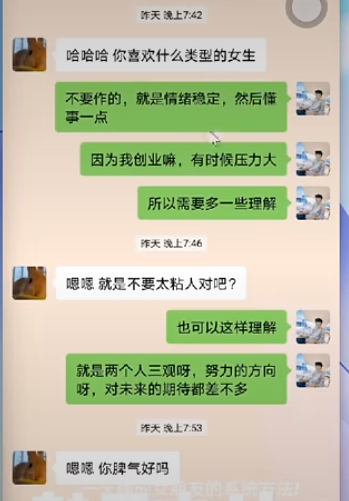 昨天 晚上7:42
哈哈哈 你喜欢什么类型的女生
不要作的，就是情绪稳定，然后懂
事一点
因为我创业嘛，有时候压力大
所以需要多一些理解
昨天 晚上7:46
嗯嗯 就是不要太粘人对吧？
也可以这样理解
就是两个人三观呀，努力的方向
呀，对未来的期待都差不多
昨天 晚上7:53
嗯嗯 你脾气好吗